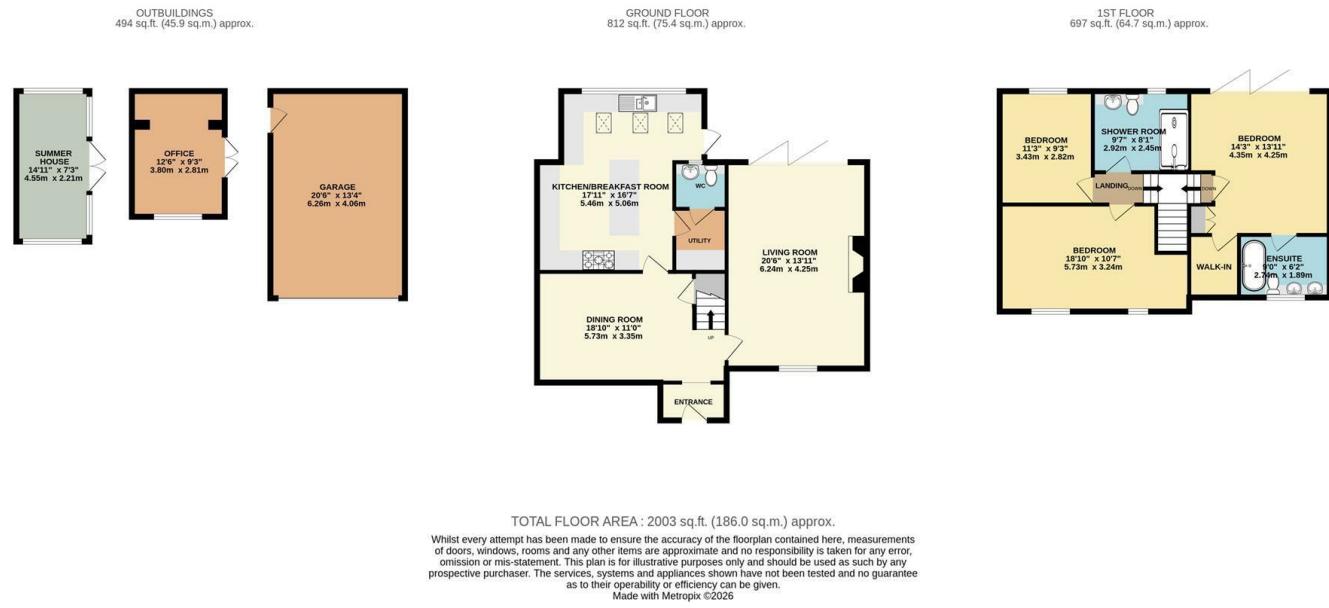 OUTBUILDINGS
494 sq.ft. (45.9 sq.m.) approx.
GROUND FLOOR
812 sq.ft. (75.4 sq.m.) approx.
1ST FLOOR
697 sq.ft. (64.7 sq.m.) approx.
SUMMER
HOUSE
14'11" x 7'3"
4.55m x 2.21m
OFFICE
12'6" x 9'3"
3.80m x 2.81m
GARAGE
20'6" x 13'4"
6.26m x 4.06m
KITCHEN/BREAKFAST ROOM
17'11" x 16'7"
5.46m x 5.06m
WC
UTILITY
LIVING ROOM
20'6" x 13'11"
6.24m x 4.25m
DINING ROOM
18'10" x 11'0"
5.73m x 3.35m
UP
ENTRANCE
BEDROOM
11'3" x 9'3"
3.43m x 2.82m
SHOWER ROOM
9'7" x 8'1"
2.92m x 2.45m
BEDROOM
14'3" x 13'11"
4.35m x 4.25m
LANDING
DOWN
DOWN
BEDROOM
18'10" x 10'7"
5.73m x 3.24m
WALK-IN
ENSUITE
9'0" x 6'2"
2.74m x 1.89m
TOTAL FLOOR AREA : 2003 sq.ft. (186.0 sq.m.) approx.
Whilst every attempt has been made to ensure the accuracy of the floorplan contained here, measurements
of doors, windows, rooms and any other items are approximate and no responsibility is taken for any error,
omission or mis-statement. This plan is for illustrative purposes only and should be used as such by any
prospective purchaser. The services, systems and appliances shown have not been tested and no guarantee
as to their operability or efficiency can be given.
Made with Metropix ©2026